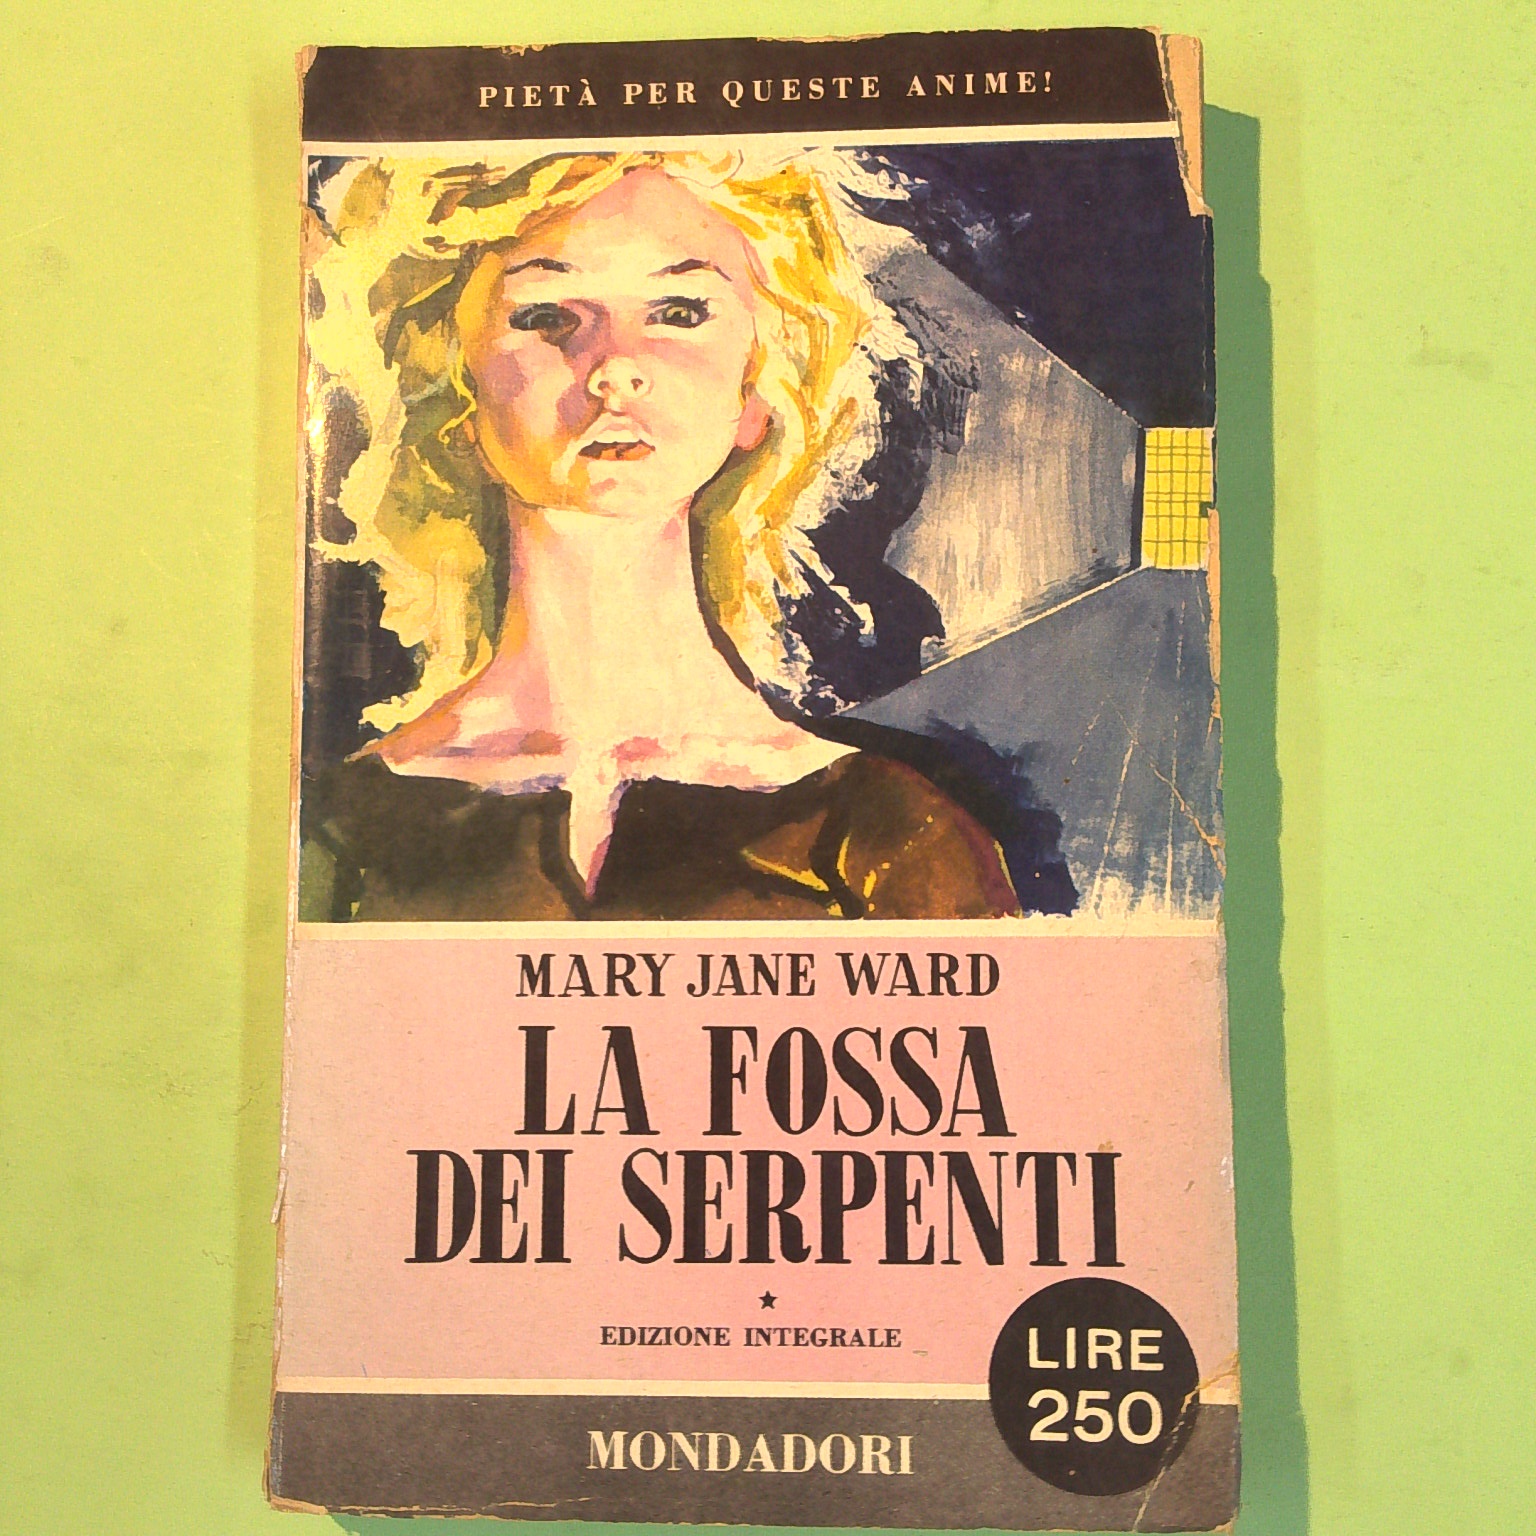 PIETÀ PER QUESTE ANIME!
MARY JANE WARD
LA FOSSA
DEI SERPENTI
EDIZIONE INTEGRALE
LIRE
250
MONDADORI